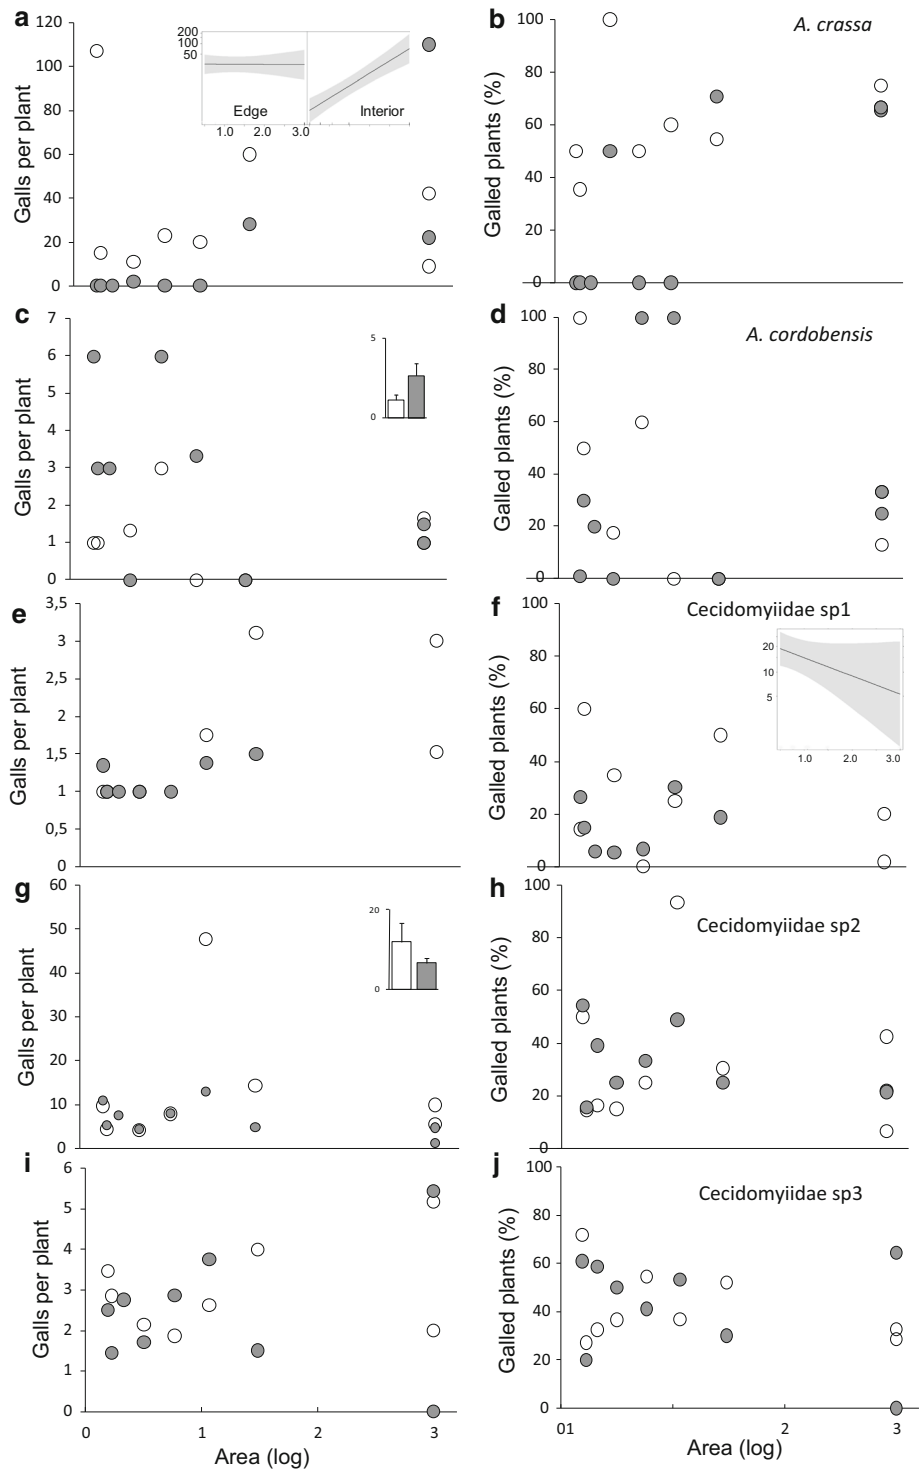 a
120
100
80
60
40
20
0
Galls per plant
200
100
50
Edge
Interior
1.0 2.0 3.0
b
A. crassa
100
80
60
40
20
0
Galled plants (%)
c
7
6
5
4
3
2
1
0
Galls per plant
5
0
d
A. cordobensis
100
80
60
40
20
0
Galled plants (%)
e
3,5
3
2,5
2
1,5
1
0,5
0
Galls per plant
f
Cecidomyiidae sp1
100
80
60
40
20
0
Galled plants (%)
20
10
5
1.0 2.0 3.0
g
60
50
40
30
20
10
0
Galls per plant
20
0
h
Cecidomyiidae sp2
100
80
60
40
20
0
Galled plants (%)
i
6
5
4
3
2
1
0
Galls per plant
0 1 2 3
Area (log)
j
Cecidomyiidae sp3
100
80
60
40
20
0
Galled plants (%)
01 2 3
Area (log)